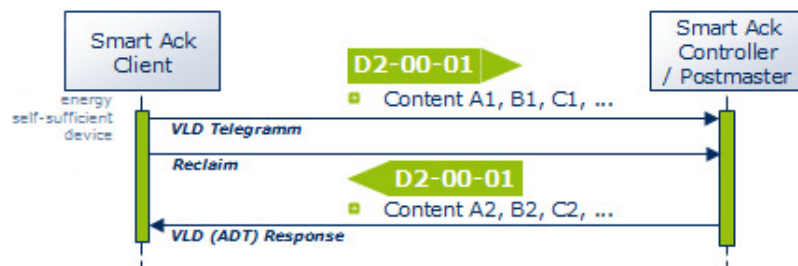 Smart Ack
Client
Smart Ack
Controller
/ Postmaster
D2-00-01
energy
self-sufficient
device
Content A1, B1, C1, ...
VLD Telegramm
Reclaim
D2-00-01
Content A2, B2, C2, ...
VLD (ADT) Response